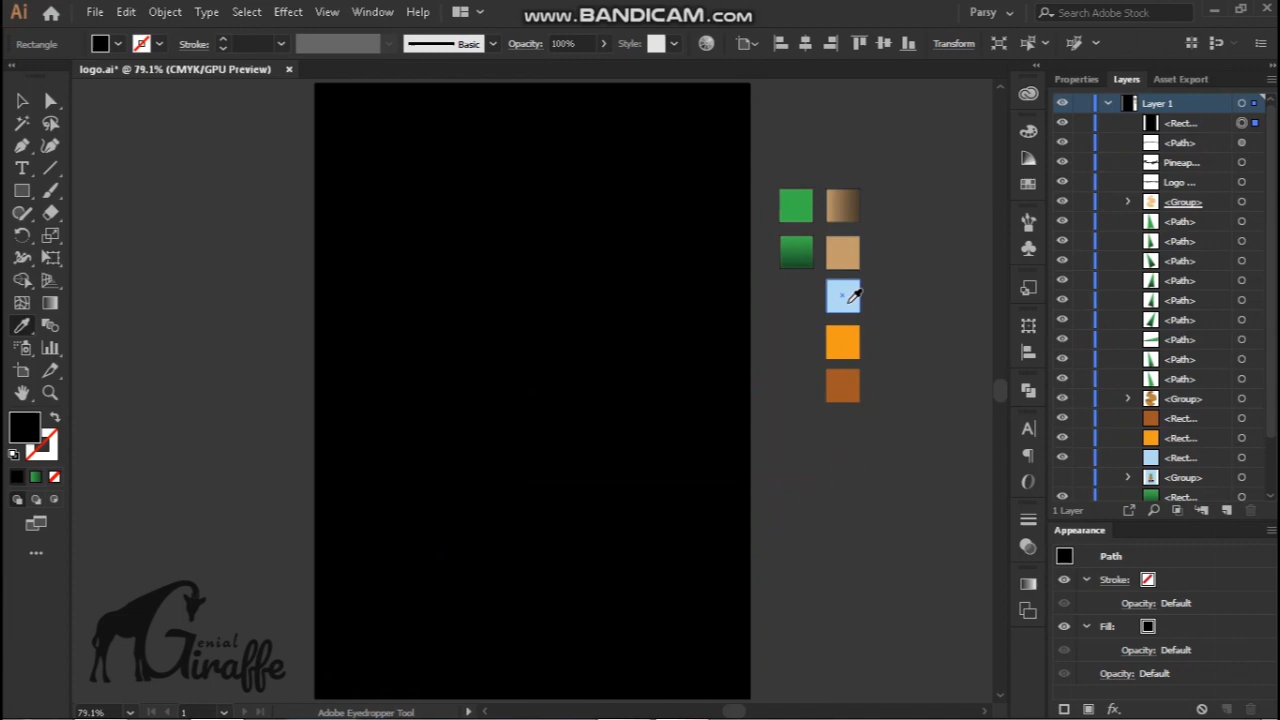 Ai File Edit Object Type Select Effect View Window Help www.BANDICAM.com Parsy Search Adobe Stock
Rectangle Stroke: Basic Opacity: 100% Style: Transform
logo.ai* @ 79.1% (CMYK/GPU Preview)
Properties Layers Asset Export
Layer 1
<Rect...
<Path>
Pineap...
Logo ...
<Group>
<Path>
<Path>
<Path>
<Path>
<Path>
<Path>
<Path>
<Path>
<Path>
<Group>
<Rect...
<Rect...
<Rect...
<Group>
<Rect...
1 Layer
Appearance
Path
Stroke:
Opacity: Default
Fill:
Opacity: Default
Opacity: Default
Genial
Giraffe
79.1% 1 Adobe Eyedropper Tool